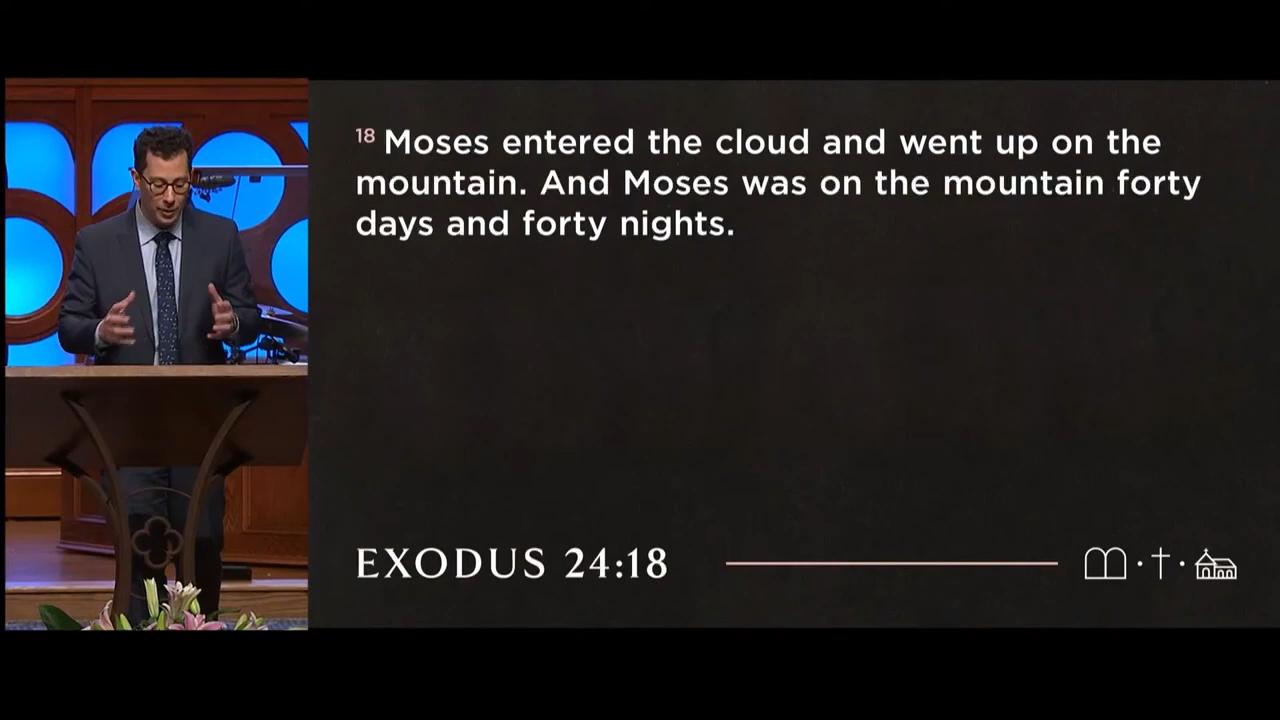 18 Moses entered the cloud and went up on the
mountain. And Moses was on the mountain forty
days and forty nights.
EXODUS 24:18